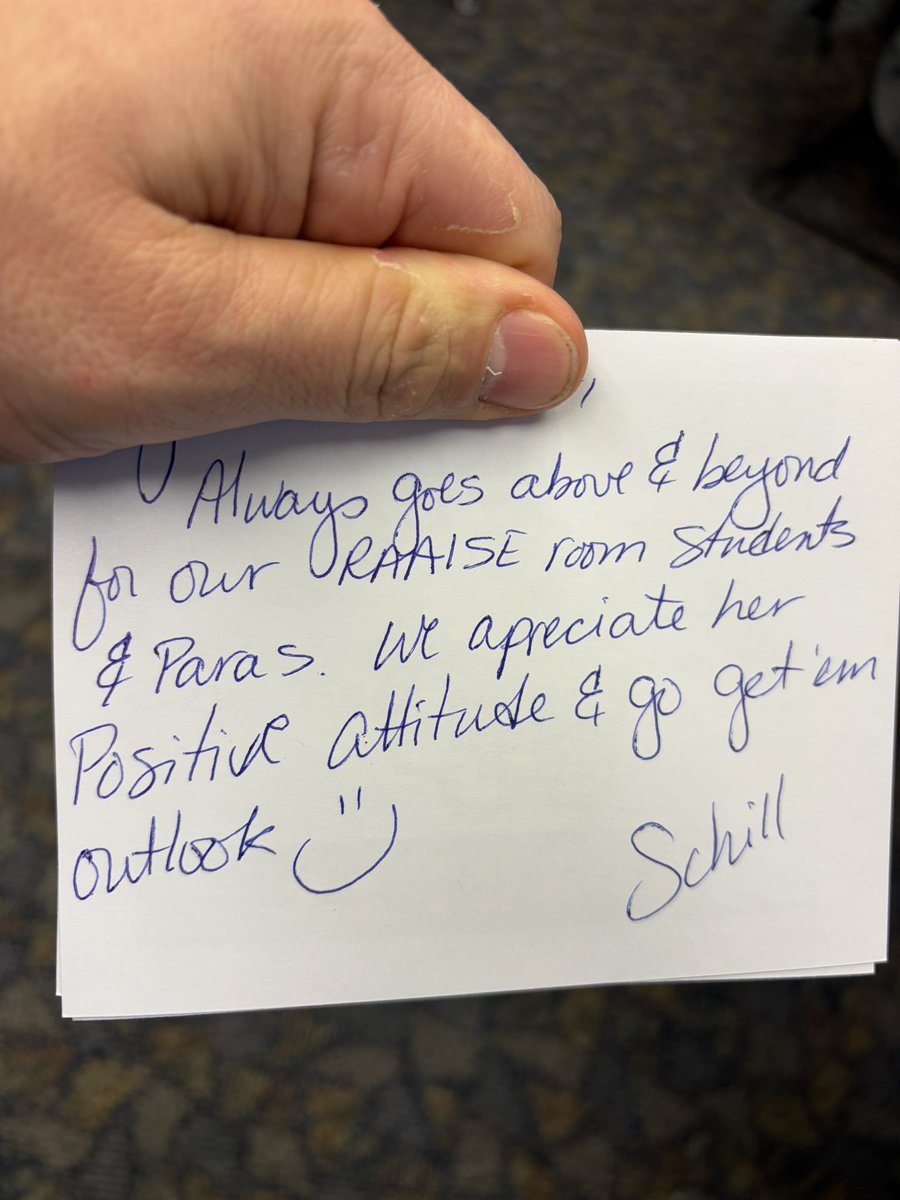 Always goes above & beyond
for our RAAISE room students
& Paras. We apreciate her
Positive attitude & go get'em
outlook
Schill